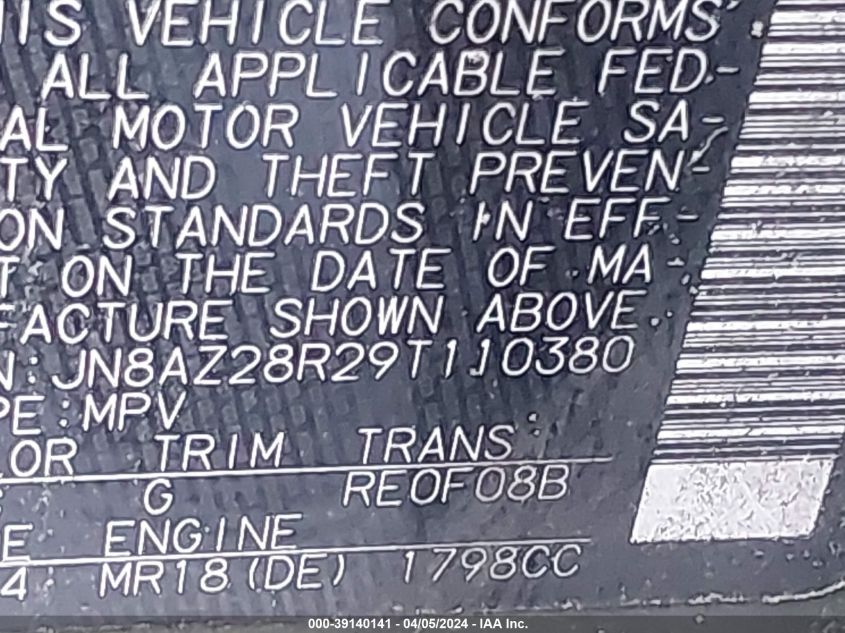 HIS VEHICLE CONFORMS
ALL APPLICABLE FED-
AL MOTOR VEHICLE SA-
TY AND THEFT PREVEN-
ON STANDARDS IN EFF-
T ON THE DATE OF MA-
FACTURE SHOWN ABOVE.
N:JN8AZ28R29T110380
PE:MPV
LOR TRIM TRANS
G RE0F08B
E ENGINE
4 MR18(DE) 1798CC
000-39140141 - 04/05/2024 - IAA Inc.